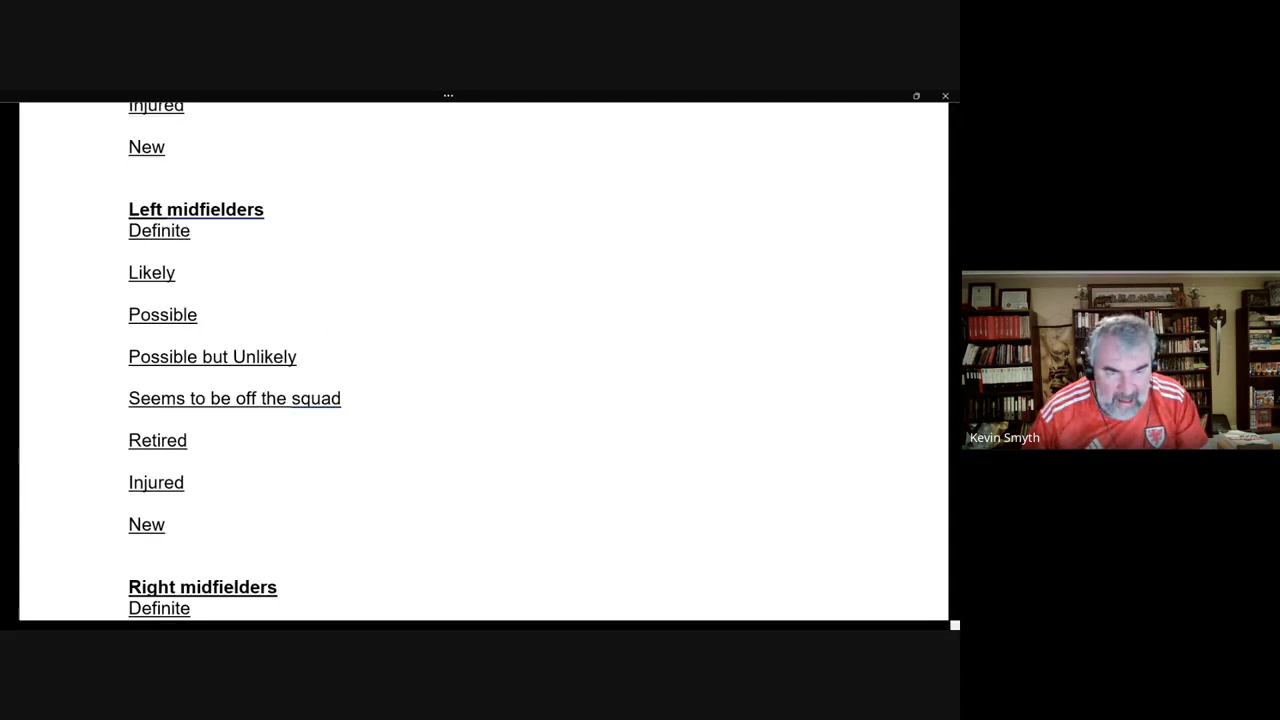 Injured
New
Left midfielders
Definite
Likely
Possible
Possible but Unlikely
Seems to be off the squad
Retired
Injured
New
Right midfielders
Definite
Kevin Smyth